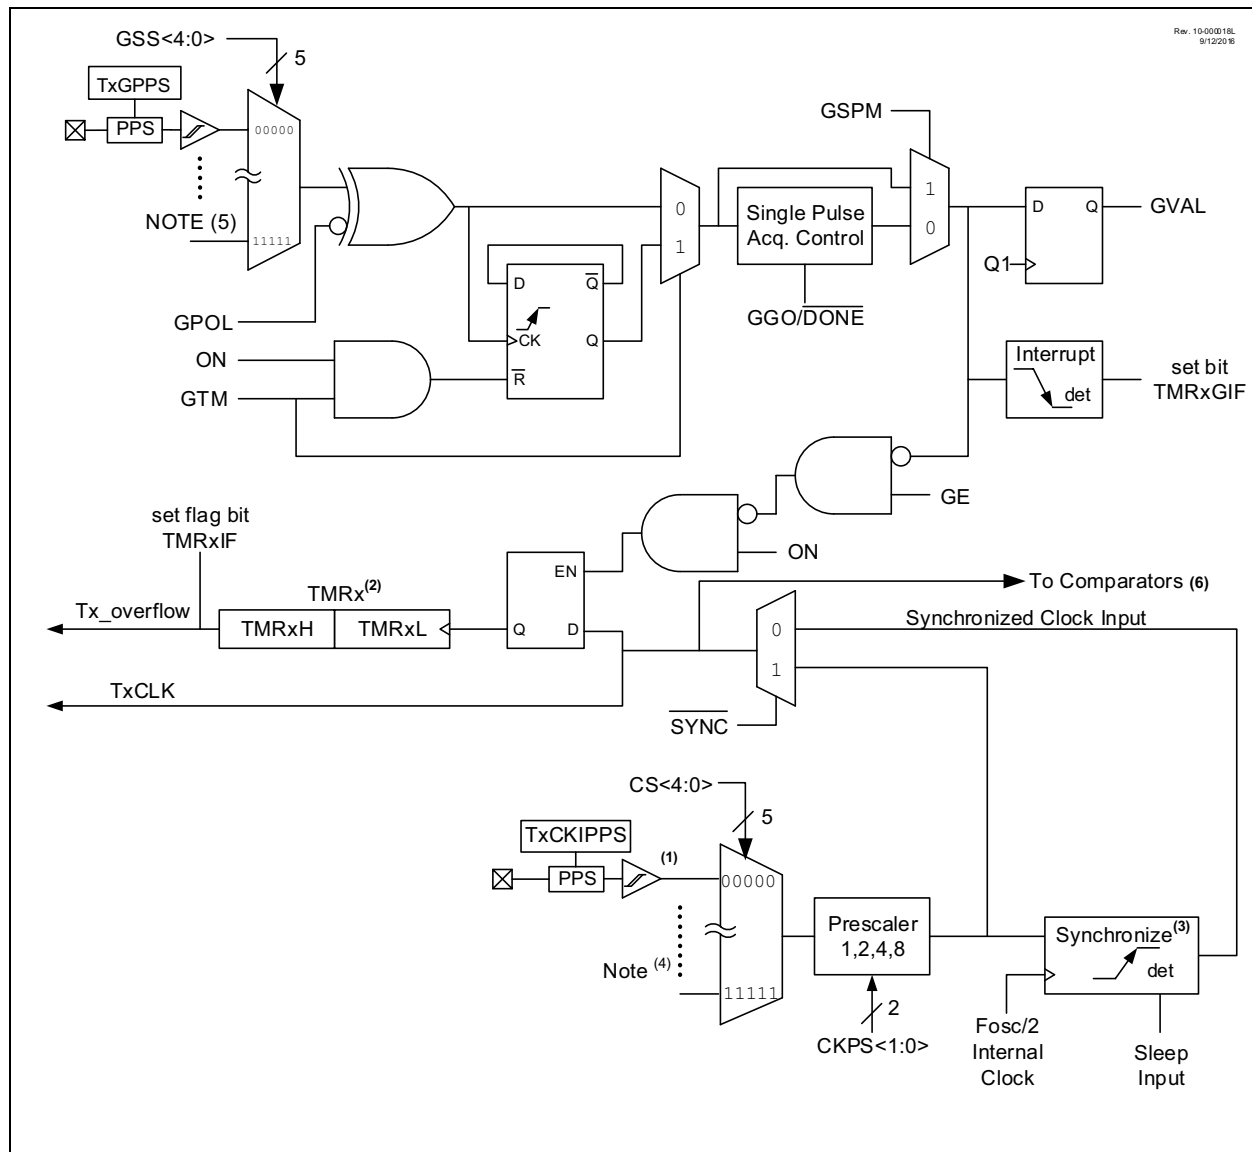 Rev. 10-000018L
9/12/2016
GSS<4:0>
5
TxGPPS
PPS
00000
NOTE (5)
11111
GPOL
ON
GTM
D
Q
CK
Q
R
0
1
Single Pulse
Acq. Control
GGO/DONE
GSPM
1
0
D
Q
Q1
GVAL
Interrupt
det
set bit
TMRxGIF
GE
ON
set flag bit
TMRxIF
Tx_overflow
TMRx(2)
TMRxH
TMRxL
EN
Q
D
TxCLK
To Comparators (6)
0
1
Synchronized Clock Input
SYNC
CS<4:0>
5
TxCKIPPS
PPS
(1)
00000
Note (4)
11111
Prescaler
1,2,4,8
2
CKPS<1:0>
Synchronize(3)
det
Fosc/2
Internal
Clock
Sleep
Input